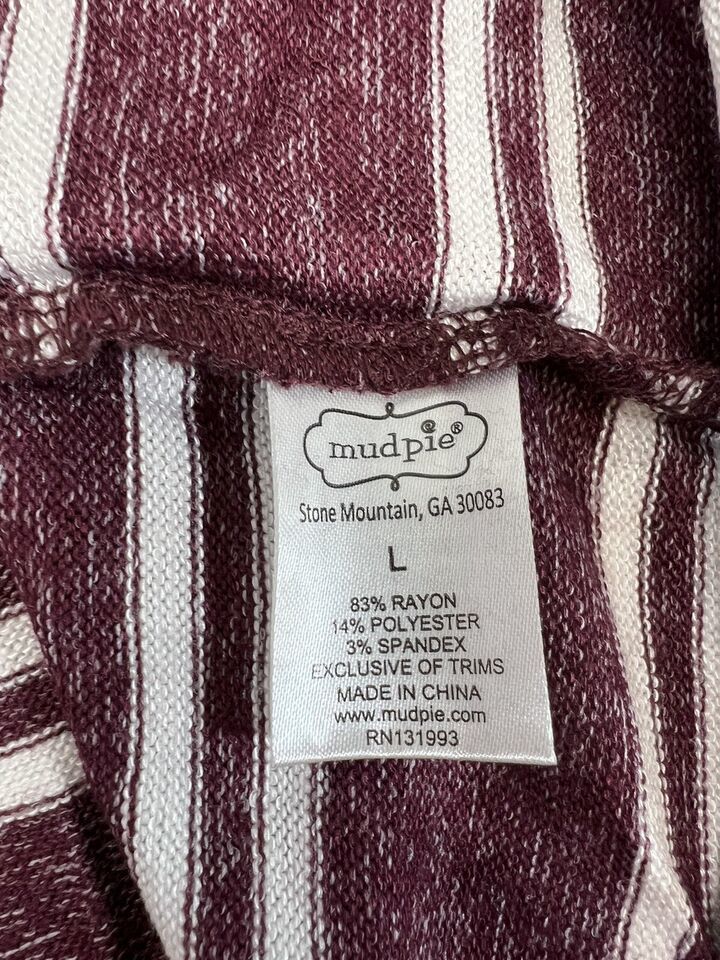 mudpie®
Stone Mountain, GA 30083
L
83% RAYON
14% POLYESTER
3% SPANDEX
EXCLUSIVE OF TRIMS
MADE IN CHINA
www.mudpie.com
RN131993